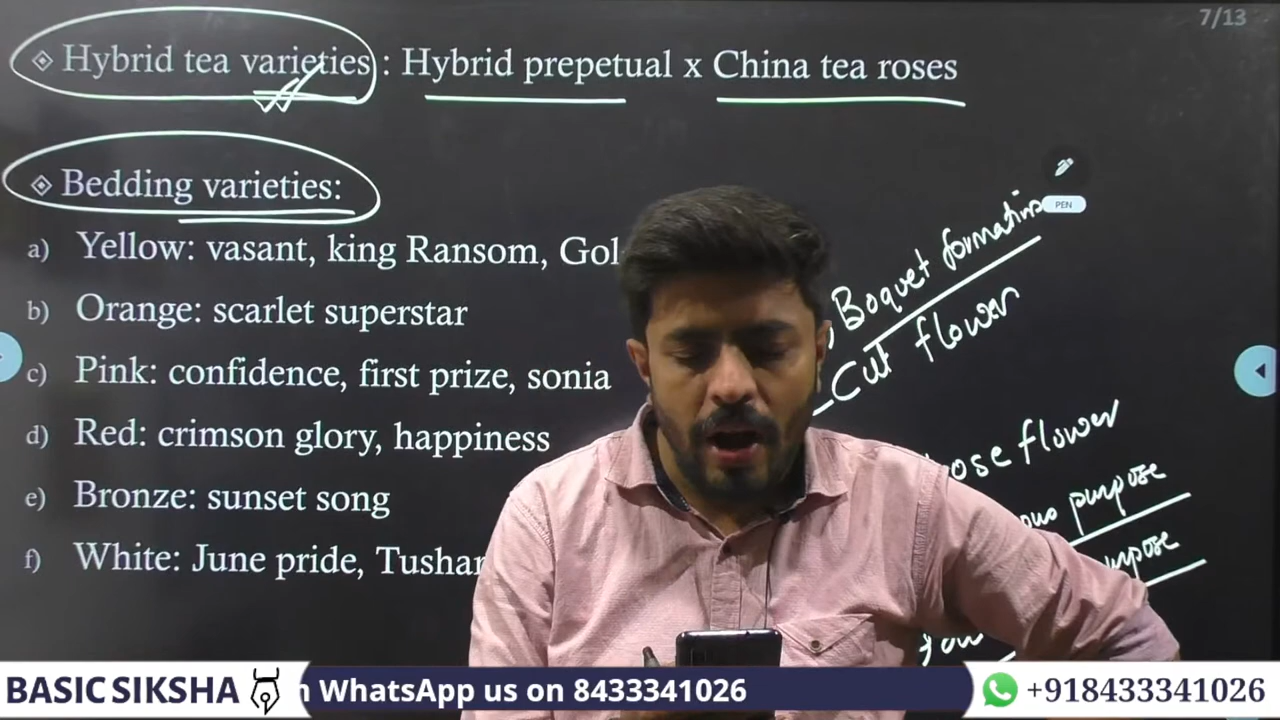 7/13
Hybrid tea varieties : Hybrid prepetual x China tea roses
Bedding varieties:
PEN
a) Yellow: vasant, king Ransom, Gol
b) Orange: scarlet superstar
c) Pink: confidence, first prize, sonia
d) Red: crimson glory, happiness
e) Bronze: sunset song
f) White: June pride, Tushar
Boquet formation
Cut flower
flower
purpose
BASIC SIKSHA
WhatsApp us on 8433341026
+918433341026